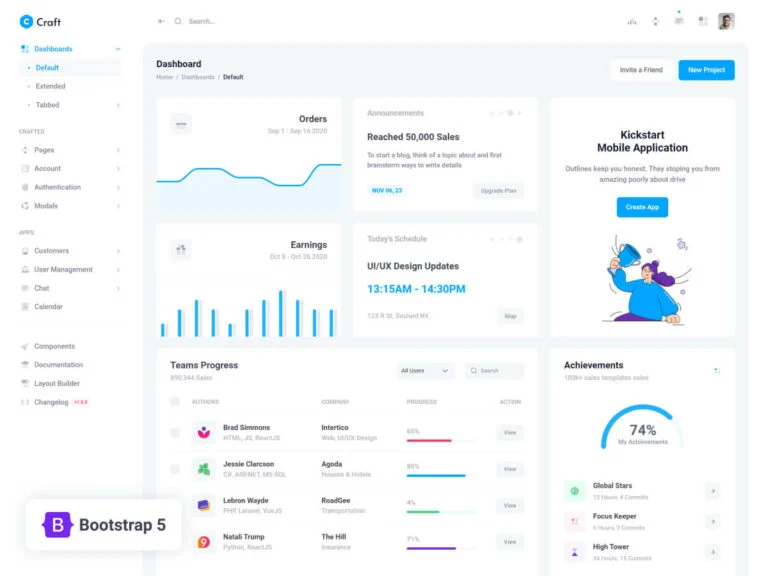 Craft
Search...
Dashboards
Default
Extended
Tabbed
CRAFTED
Pages
Account
Authentication
Modals
APPS
Customers
User Management
Chat
Calendar
Components
Documentation
Layout Builder
Changelog v1.0.8
Dashboard
Home / Dashboards / Default
Invite a Friend
New Project
Orders
Sep 1 - Sep 16 2020
Announcements
Reached 50,000 Sales
To start a blog, think of a topic about and first
brainstorm ways to write details
NOV 06, 23
Upgrade Plan
Kickstart
Mobile Application
Outlines keep you honest. They stoping you from
amazing poorly about drive
Create App
Earnings
Oct 8 - Oct 26 2020
Today's Schedule
UI/UX Design Updates
13:15AM - 14:30PM
123 R St, Soulard NY.
Map
Teams Progress
890,344 Sales
All Users
Search
AUTHORS COMPANY PROGRESS ACTION
Brad Simmons
HTML, JS, ReactJS
Intertico
Web, UI/UX Design
65%
View
Jessie Clarcson
C#, ASP.NET, MS SQL
Agoda
Houses & Hotels
85%
View
Lebron Wayde
PHP, Laravel, VueJS
RoadGee
Transportation
4%
View
Natali Trump
Python, ReactJS
The Hill
Insurance
71%
View
Achievements
100k+ sales templates sales
74%
My Achievements
Global Stars
13 Hours, 4 Commits
Focus Keeper
6 Hours, 3 Commits
High Tower
34 Hours, 15 Commits
B Bootstrap 5